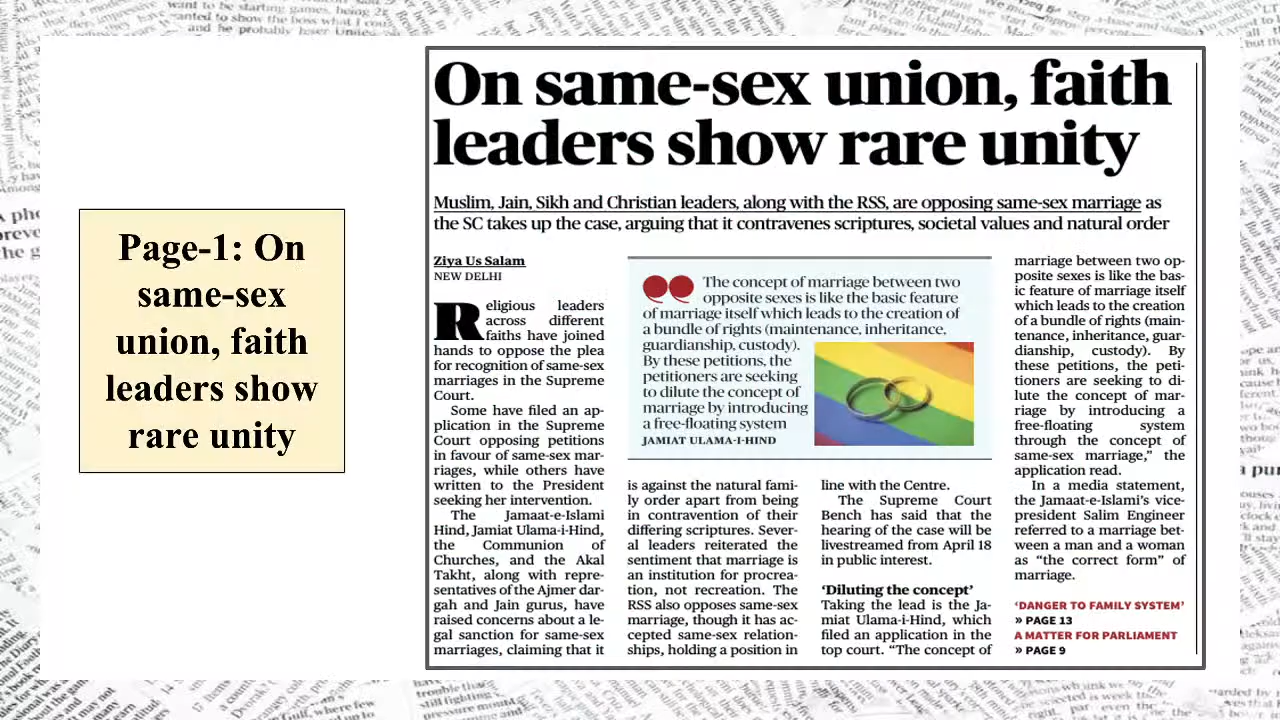 Page-1: On
same-sex
union, faith
leaders show
rare unity
On same-sex union, faith
leaders show rare unity
Muslim, Jain, Sikh and Christian leaders, along with the RSS, are opposing same-sex marriage as
the SC takes up the case, arguing that it contravenes scriptures, societal values and natural order
Ziya Us Salam
NEW DELHI
Religious leaders
across different
faiths have joined
hands to oppose the plea
for recognition of same-sex
marriages in the Supreme
Court.
Some have filed an ap-
plication in the Supreme
Court opposing petitions
in favour of same-sex mar-
riages, while others have
written to the President
seeking her intervention.
The Jamaat-e-Islami
Hind, Jamiat Ulama-i-Hind,
the Communion of
Churches, and the Akal
Takht, along with repre-
sentatives of the Ajmer dar-
gah and Jain gurus, have
raised concerns about a le-
gal sanction for same-sex
marriages, claiming that it
The concept of marriage between two
opposite sexes is like the basic feature
of marriage itself which leads to the creation of
a bundle of rights (maintenance, inheritance,
guardianship, custody).
By these petitions, the
petitioners are seeking
to dilute the concept of
marriage by introducing
a free-floating system
JAMIAT ULAMA-I-HIND
is against the natural fami-
ly order apart from being
in contravention of their
differing scriptures. Sever-
al leaders reiterated the
sentiment that marriage is
an institution for procrea-
tion, not recreation. The
RSS also opposes same-sex
marriage, though it has ac-
cepted same-sex relation-
ships, holding a position in
line with the Centre.
The Supreme Court
Bench has said that the
hearing of the case will be
livestreamed from April 18
in public interest.
‘Diluting the concept’
Taking the lead is the Ja-
miat Ulama-i-Hind, which
filed an application in the
top court. “The concept of
marriage between two op-
posite sexes is like the bas-
ic feature of marriage itself
which leads to the creation
of a bundle of rights (main-
tenance, inheritance, guar-
dianship, custody). By
these petitions, the peti-
tioners are seeking to di-
lute the concept of mar-
riage by introducing a
free-floating system
through the concept of
same-sex marriage,” the
application read.
In a media statement,
the Jamaat-e-Islami’s vice-
president Salim Engineer
referred to a marriage bet-
ween a man and a woman
as “the correct form” of
marriage.
‘DANGER TO FAMILY SYSTEM’
» PAGE 13
A MATTER FOR PARLIAMENT
» PAGE 9